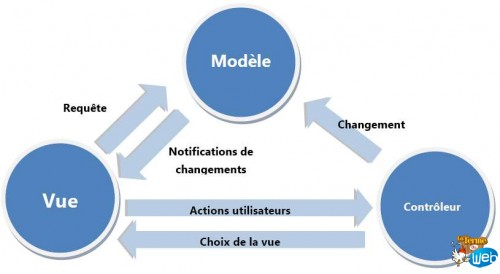 Modèle
Requête
Changement
Notifications de
changements
Vue
Actions utilisateurs
Contrôleur
Choix de la vue
La Ferme
du
Web